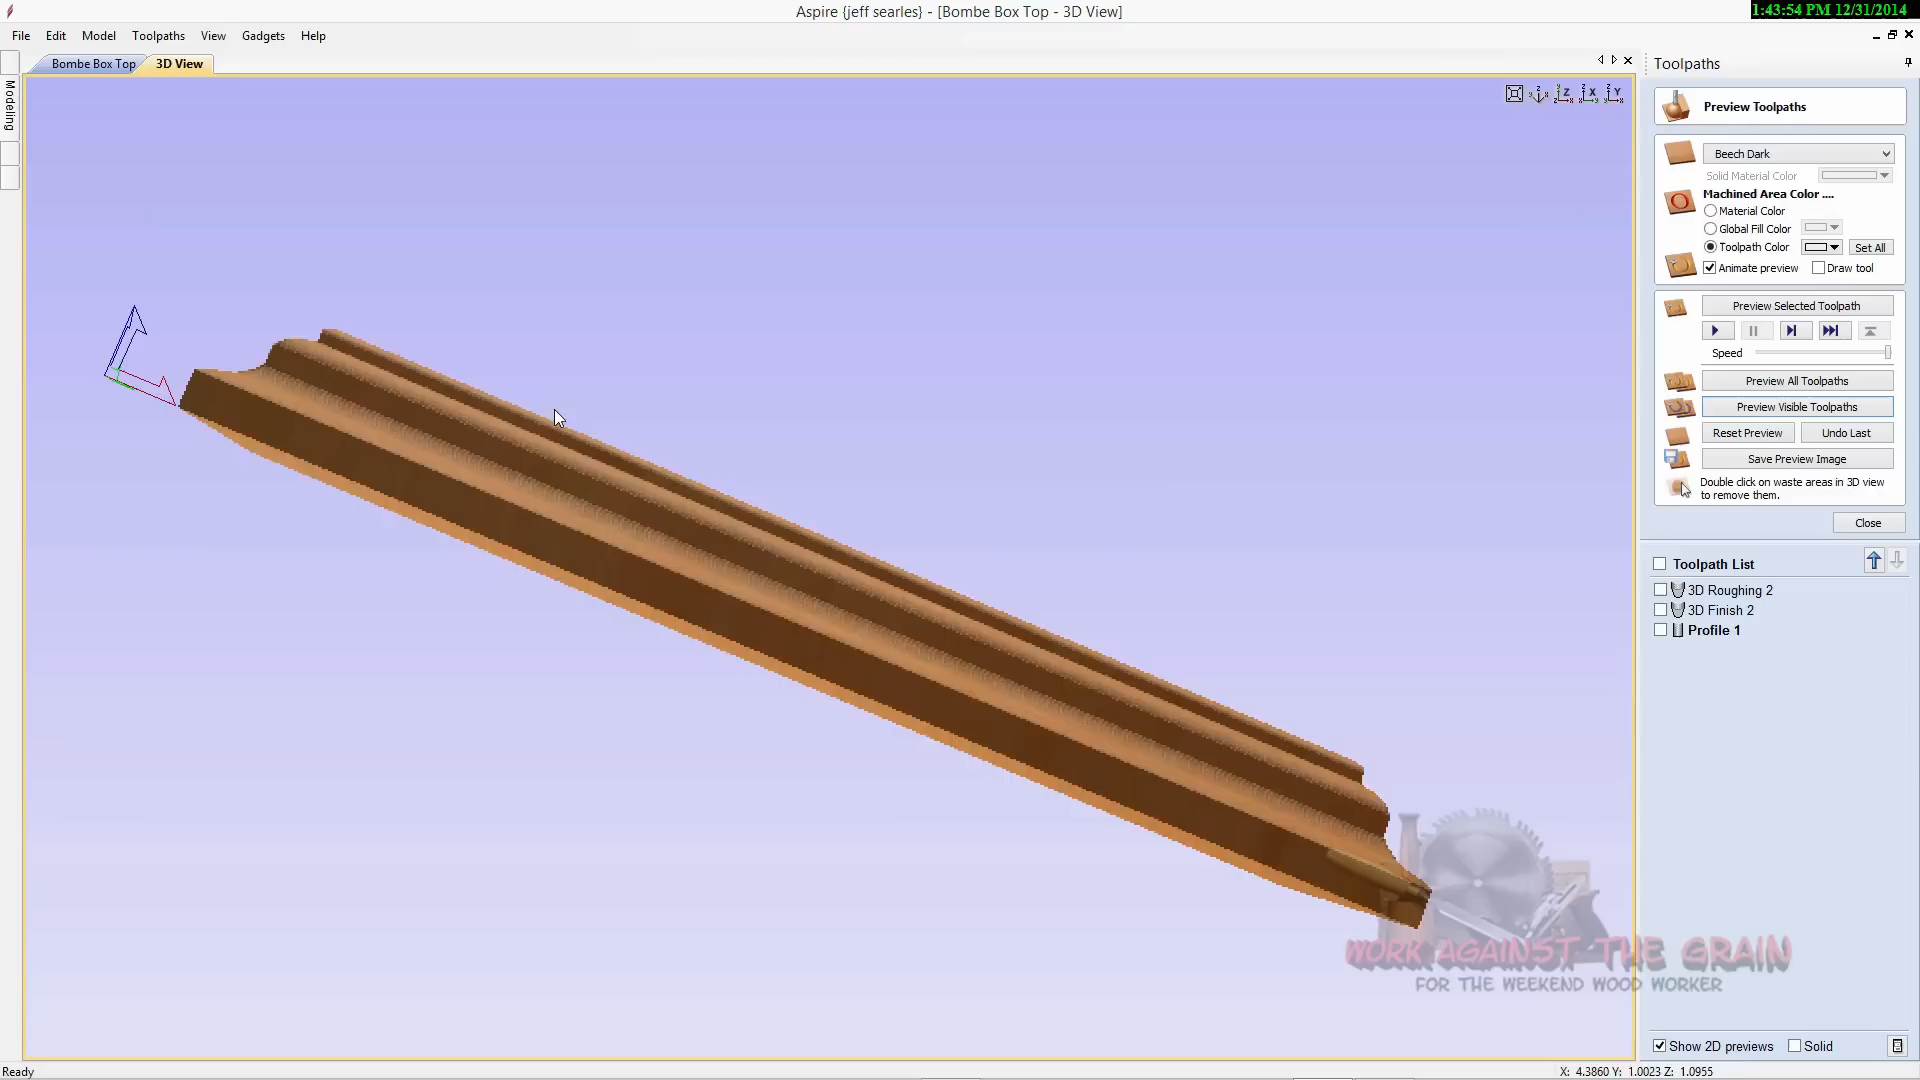 Aspire {jeff searles} - [Bombe Box Top - 3D View]
1:43:54 PM 12/31/2014
File Edit Model Toolpaths View Gadgets Help
Bombe Box Top 3D View
Modeling
Toolpaths
Preview Toolpaths
Beech Dark
Solid Material Color
Machined Area Color ....
Material Color
Global Fill Color
Toolpath Color Set All
Animate preview Draw tool
Preview Selected Toolpath
Speed
Preview All Toolpaths
Preview Visible Toolpaths
Reset Preview Undo Last
Save Preview Image
Double click on waste areas in 3D view
to remove them.
Close
Toolpath List
3D Roughing 2
3D Finish 2
Profile 1
WORK AGAINST THE GRAIN
FOR THE WEEKEND WOOD WORKER
Show 2D previews Solid
Ready
X: 4.3860 Y: 1.0023 Z: 1.0955